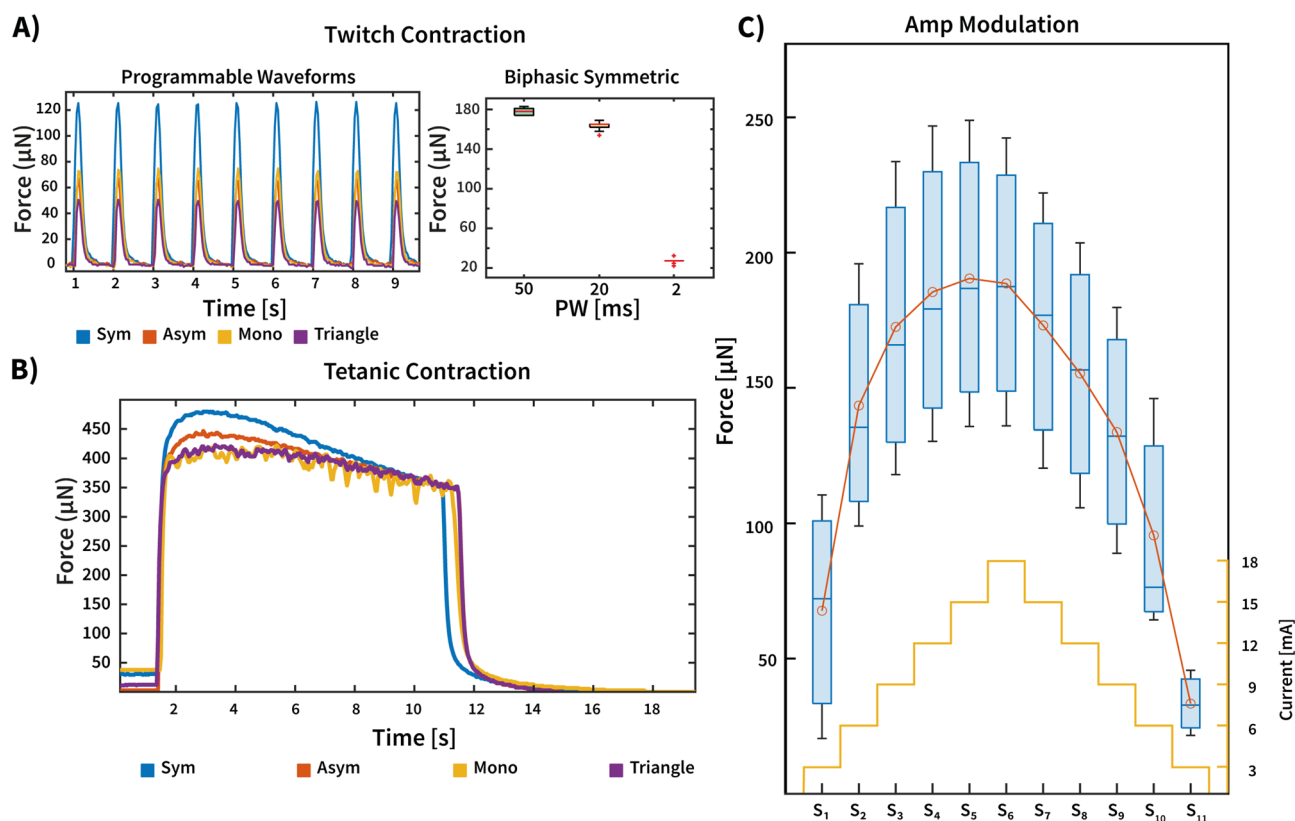 A)
Twitch Contraction
Programmable Waveforms
Force (µN)
120
100
80
60
40
20
0
1 2 3 4 5 6 7 8 9
Time [s]
Sym Asym Mono Triangle
Biphasic Symmetric
Force (µN)
180
140
100
60
20
50 20 2
PW [ms]
B)
Tetanic Contraction
Force (µN)
450
400
350
300
250
200
150
100
50
2 4 6 8 10 12 14 16 18
Time [s]
Sym Asym Mono Triangle
C)
Amp Modulation
Force [µN]
250
200
150
100
50
18
15
12
9
6
3
Current [mA]
S₁ S₂ S₃ S₄ S₅ S₆ S₇ S₈ S₉ S₁₀ S₁₁